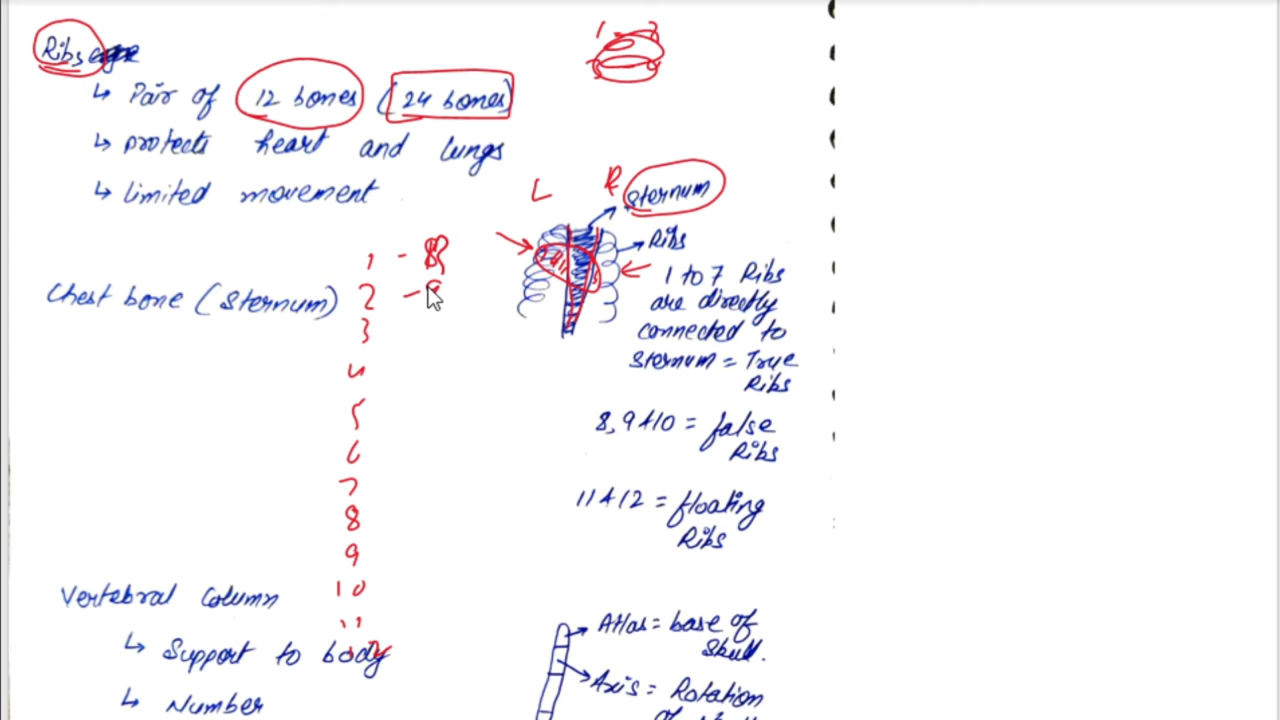 Ribs
↳ Pair of 12 bones (24 bones)
↳ protects heart and lungs
↳ limited movement
1 2
L R
Sternum
Ribs
1 to 7 Ribs
are directly
connected to
Sternum = True
Ribs
8, 9 & 10 = false
Ribs
11 & 12 = floating
Ribs
Chest bone (Sternum)
1 -
2 -
3
4
5
6
7
8
9
10
11
Vertebral Column
↳ Support to body
↳ Number
Atlas = base of
Skull.
Axis = Rotation